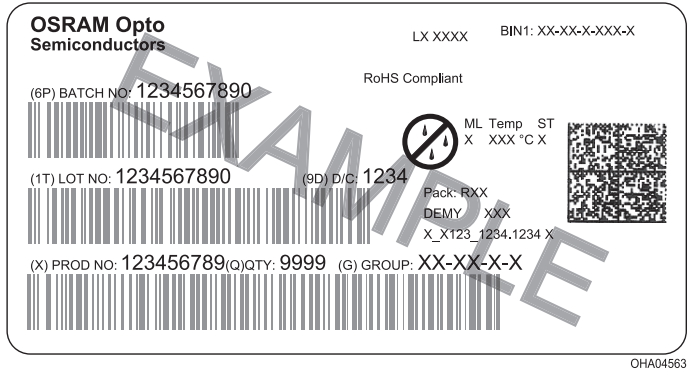 OSRAM Opto
Semiconductors
LX XXXX
BIN1: XX-XX-X-XXX-X
RoHS Compliant
(6P) BATCH NO: 1234567890
ML Temp ST
X XXX °C X
(1T) LOT NO: 1234567890 (9D) D/C: 1234
Pack: RXX
DEMY XXX
X_X123_1234.1234 X
(X) PROD NO: 123456789(Q)QTY: 9999 (G) GROUP: XX-XX-X-X
EXAMPLE
OHA04563